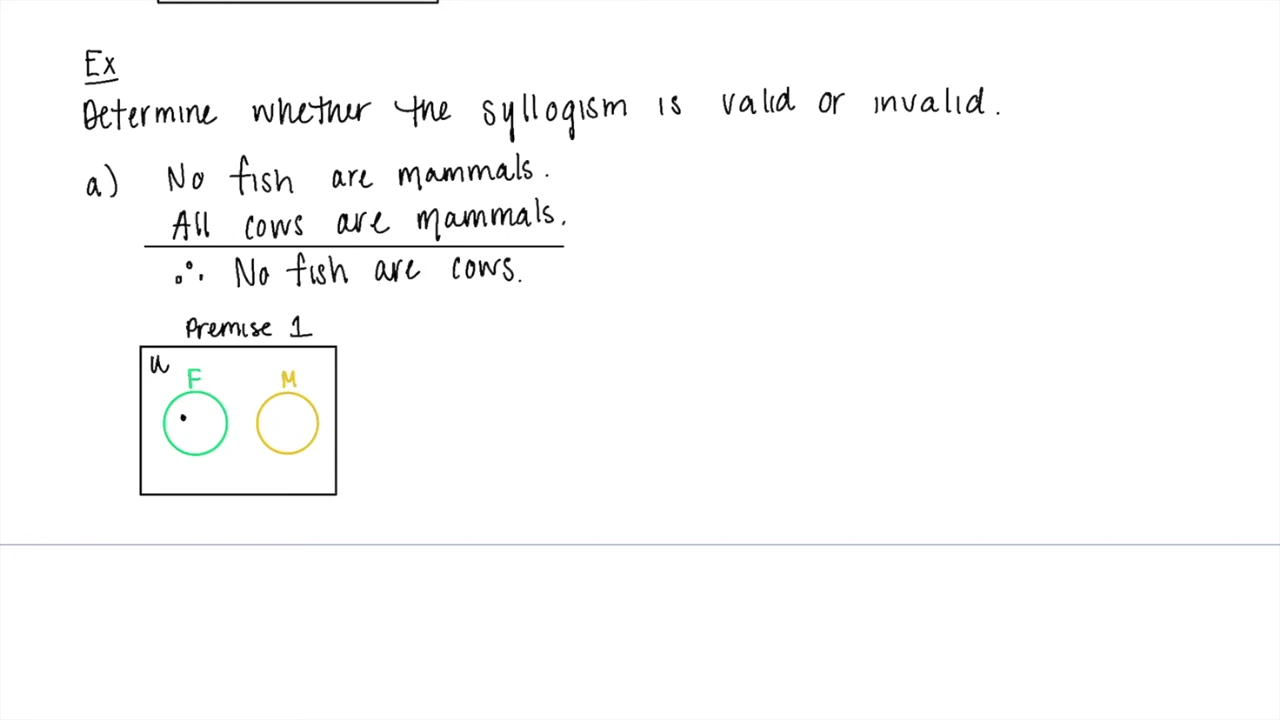 Ex
Determine whether the syllogism is valid or invalid.
a) No fish are mammals.
All cows are mammals.
∴ No fish are cows.
Premise 1
U
F M